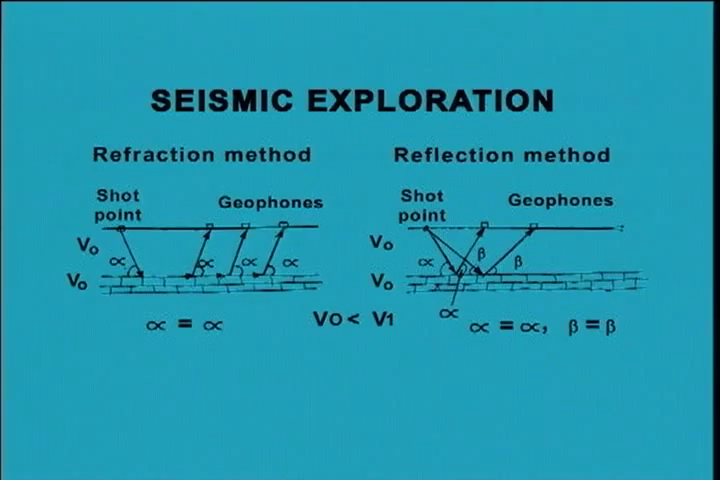 SEISMIC EXPLORATION
Refraction method
Reflection method
Shot
point
Geophones
Shot
point
Geophones
Vo
∝ ∝ ∝ ∝
Vo
Vo
∝ β β
Vo
∝
∝ = ∝
VO < V1
∝ = ∝, β = β